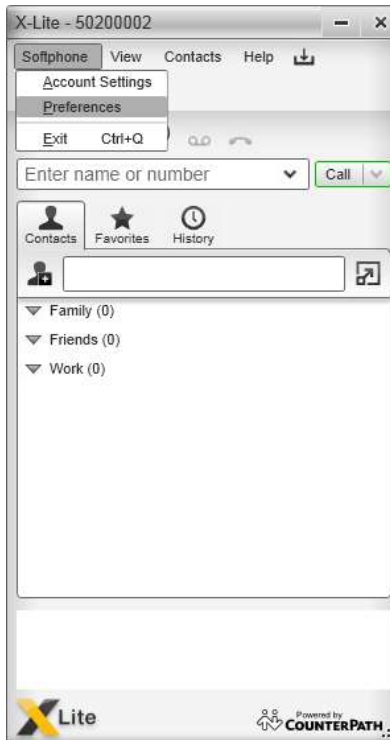 X-Lite - 50200002
Softphone View Contacts Help
Account Settings
Preferences
Exit Ctrl+Q
Enter name or number Call
Contacts Favorites History
Family (0)
Friends (0)
Work (0)
X Lite
Powered by
COUNTERPATH